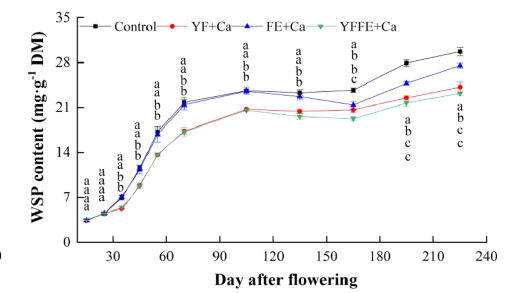 35
28
21
14
7
0
WSP content (mg·g-1 DM)
Control YF+Ca FE+Ca YFFE+Ca
a
a
a
a
a
a
a
a
a
a
b
b
a
a
b
b
a
a
b
b
a
a
b
b
a
a
b
b
a
a
b
b
a
b
b
c
a
b
c
c
a
b
c
c
0
30 60 90 120 150 180 210 240
Day after flowering